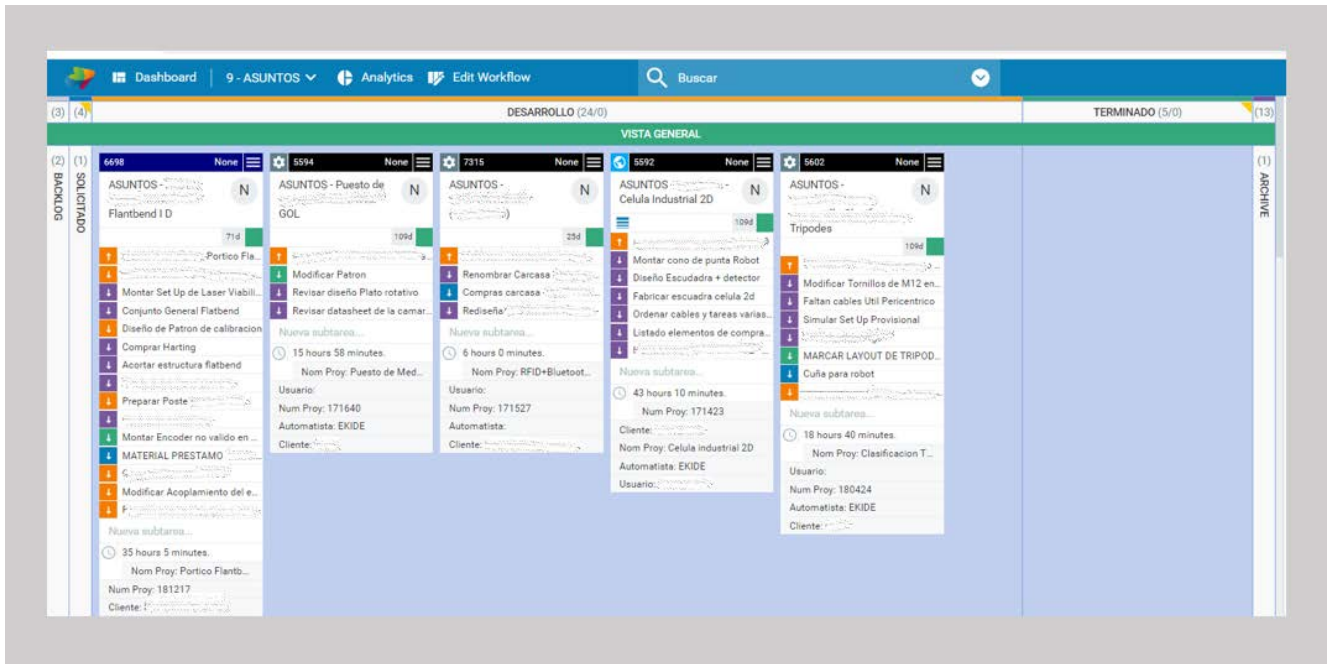 Dashboard
9 - ASUNTOS
Analytics
Edit Workflow
Buscar
(3)
(4)
DESARROLLO (24/0)
TERMINADO (5/0)
(13)
VISTA GENERAL
(2) BACKLOG
(1) SOLICITADO
6698 None
ASUNTOS -
N
Flantbend I D
71d
Portico Fla...
Montar Set Up de Laser Viabili...
Conjunto General Flatbend
Diseño de Patron de calibracion
Comprar Harting
Acortar estructura flatbend
Preparar Poste
Montar Encoder no valido en ...
MATERIAL PRESTAMO
Modificar Acoplamiento del e...
Nueva subtarea...
35 hours 5 minutes.
Nom Proy: Portico Flantb...
Num Proy: 181217
Cliente:
5594 None
ASUNTOS - Puesto de
N
GOL
109d
Modificar Patron
Revisar diseño Plato rotativo
Revisar datasheet de la camar...
Nueva subtarea...
15 hours 58 minutes.
Nom Proy: Puesto de Med...
Usuario:
Num Proy: 171640
Automatista: EKIDE
Cliente:
7315 None
ASUNTOS -
N
25d
Renombrar Carcasa
Compras carcasa
Rediseña
Nueva subtarea...
6 hours 0 minutes.
Nom Proy: RFID+Bluetoot...
Usuario:
Num Proy: 171527
Automatista:
Cliente:
5592 None
ASUNTOS
N
Celula Industrial 2D
109d
Montar cono de punta Robot
Diseño Escudadra + detector
Fabricar escuadra celula 2d
Ordenar cables y tareas varias...
Listado elementos de compra...
Nueva subtarea...
43 hours 10 minutes.
Num Proy: 171423
Cliente:
Nom Proy: Celula industrial 2D
Automatista: EKIDE
Usuario:
5602 None
ASUNTOS -
N
Tripodes
109d
Modificar Tornillos de M12 en...
Faltan cables Util Pericentrico
Simular Set Up Provisional
MARCAR LAYOUT DE TRIPOD...
Cuña para robot
Nueva subtarea...
18 hours 40 minutes.
Nom Proy: Clasificacion T...
Usuario:
Num Proy: 180424
Automatista: EKIDE
Cliente:
(1) ARCHIVE